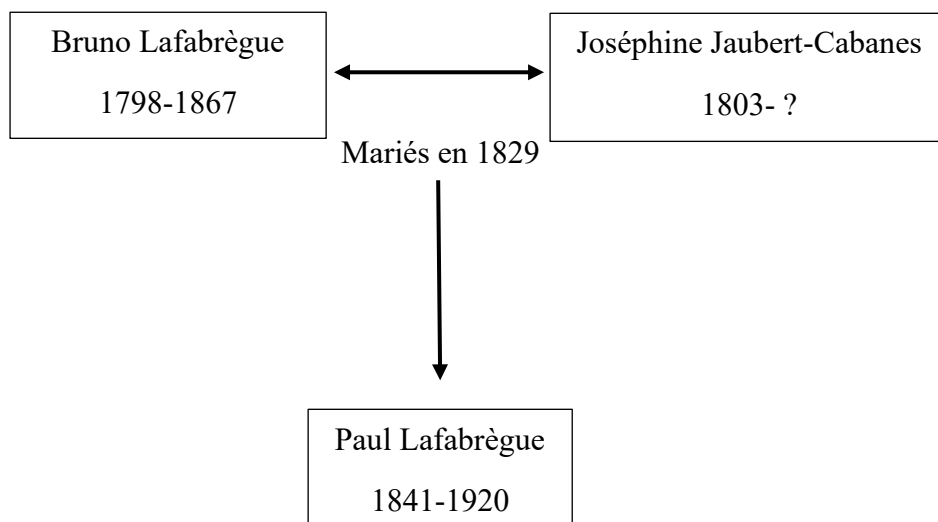 Bruno Lafabrègue
1798-1867
Joséphine Jaubert-Cabanes
1803- ?
Mariés en 1829
Paul Lafabrègue
1841-1920